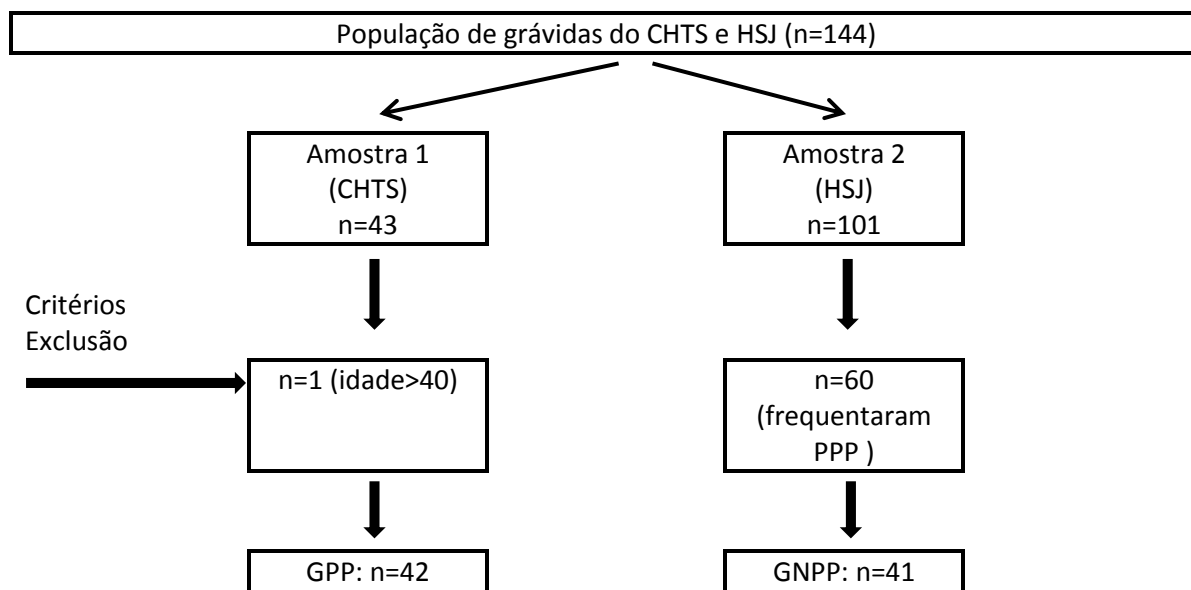 População de grávidas do CHTS e HSJ (n=144)
Amostra 1
(CHTS)
n=43
Amostra 2
(HSJ)
n=101
Critérios
Exclusão
n=1 (idade>40)
n=60
(frequentaram
PPP )
GPP: n=42
GNPP: n=41